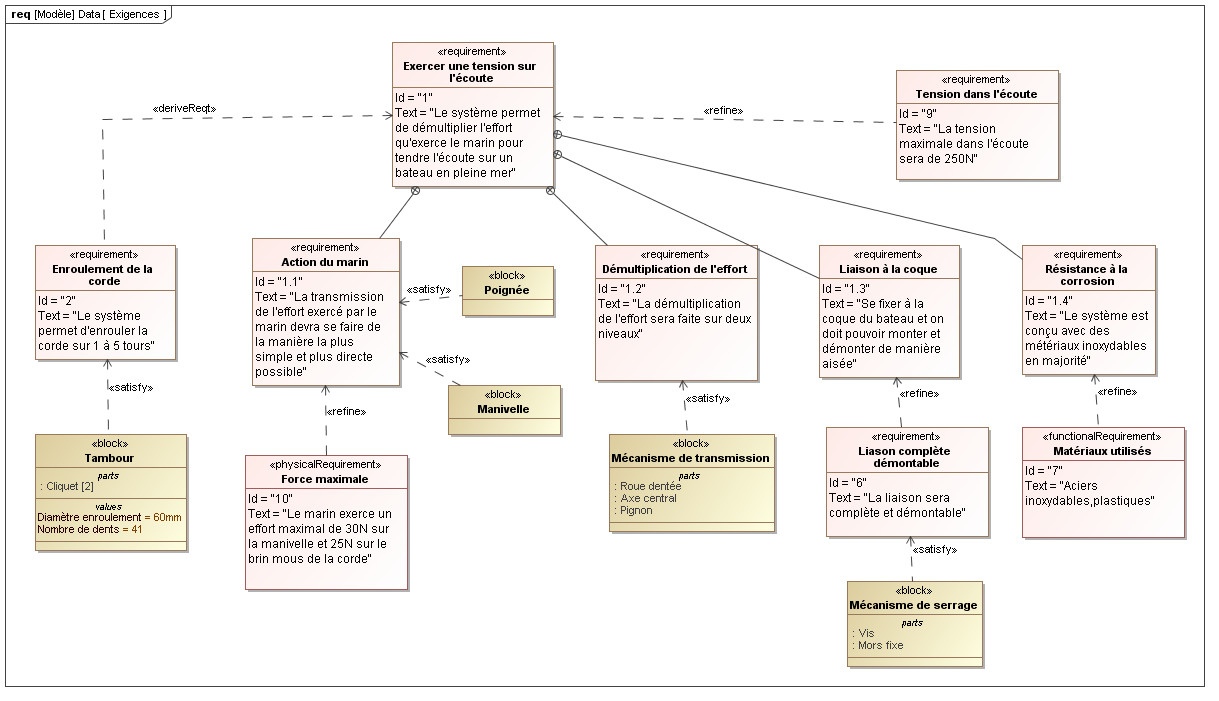 req [Modèle] Data[ Exigences ]
«requirement»
Exercer une tension sur
l'écoute
Id = "1"
Text = "Le système permet
de démultiplier l'effort
qu'exerce le marin pour
tendre l'écoute sur un
bateau en pleine mer"
«requirement»
Tension dans l'écoute
Id = "9"
Text = "La tension
maximale dans l'écoute
sera de 250N"
«deriveReqt»
«refine»
«requirement»
Enroulement de la
corde
Id = "2"
Text = "Le système
permet d'enrouler la
corde sur 1 à 5 tours"
«requirement»
Action du marin
Id = "1.1"
Text = "La transmission
de l'effort exercé par le
marin devra se faire de
la manière la plus
simple et plus directe
possible"
«satisfy»
«block»
Poignée
«satisfy»
«block»
Manivelle
«requirement»
Démultiplication de l'effort
Id = "1.2"
Text = "La démultiplication
de l'effort sera faite sur deux
niveaux"
«requirement»
Liaison à la coque
Id = "1.3"
Text = "Se fixer à la
coque du bateau et on
doit pouvoir monter et
démonter de manière
aisée"
«requirement»
Résistance à la
corrosion
Id = "1.4"
Text = "Le système est
conçu avec des
métériaux inoxydables
en majorité"
«satisfy»
«refine»
«satisfy»
«refine»
«refine»
«block»
Tambour
parts
: Cliquet [2]
values
Diamètre enroulement = 60mm
Nombre de dents = 41
«physicalRequirement»
Force maximale
Id = "10"
Text = "Le marin exerce un
effort maximal de 30N sur
la manivelle et 25N sur le
brin mous de la corde"
«block»
Mécanisme de transmission
parts
: Roue dentée
: Axe central
: Pignon
«requirement»
Liason complète
démontable
Id = "6"
Text = "La liaison sera
complète et démontable"
«functionalRequirement»
Matériaux utilisés
Id = "7"
Text = "Aciers
inoxydables,plastiques"
«satisfy»
«block»
Mécanisme de serrage
parts
: Vis
: Mors fixe